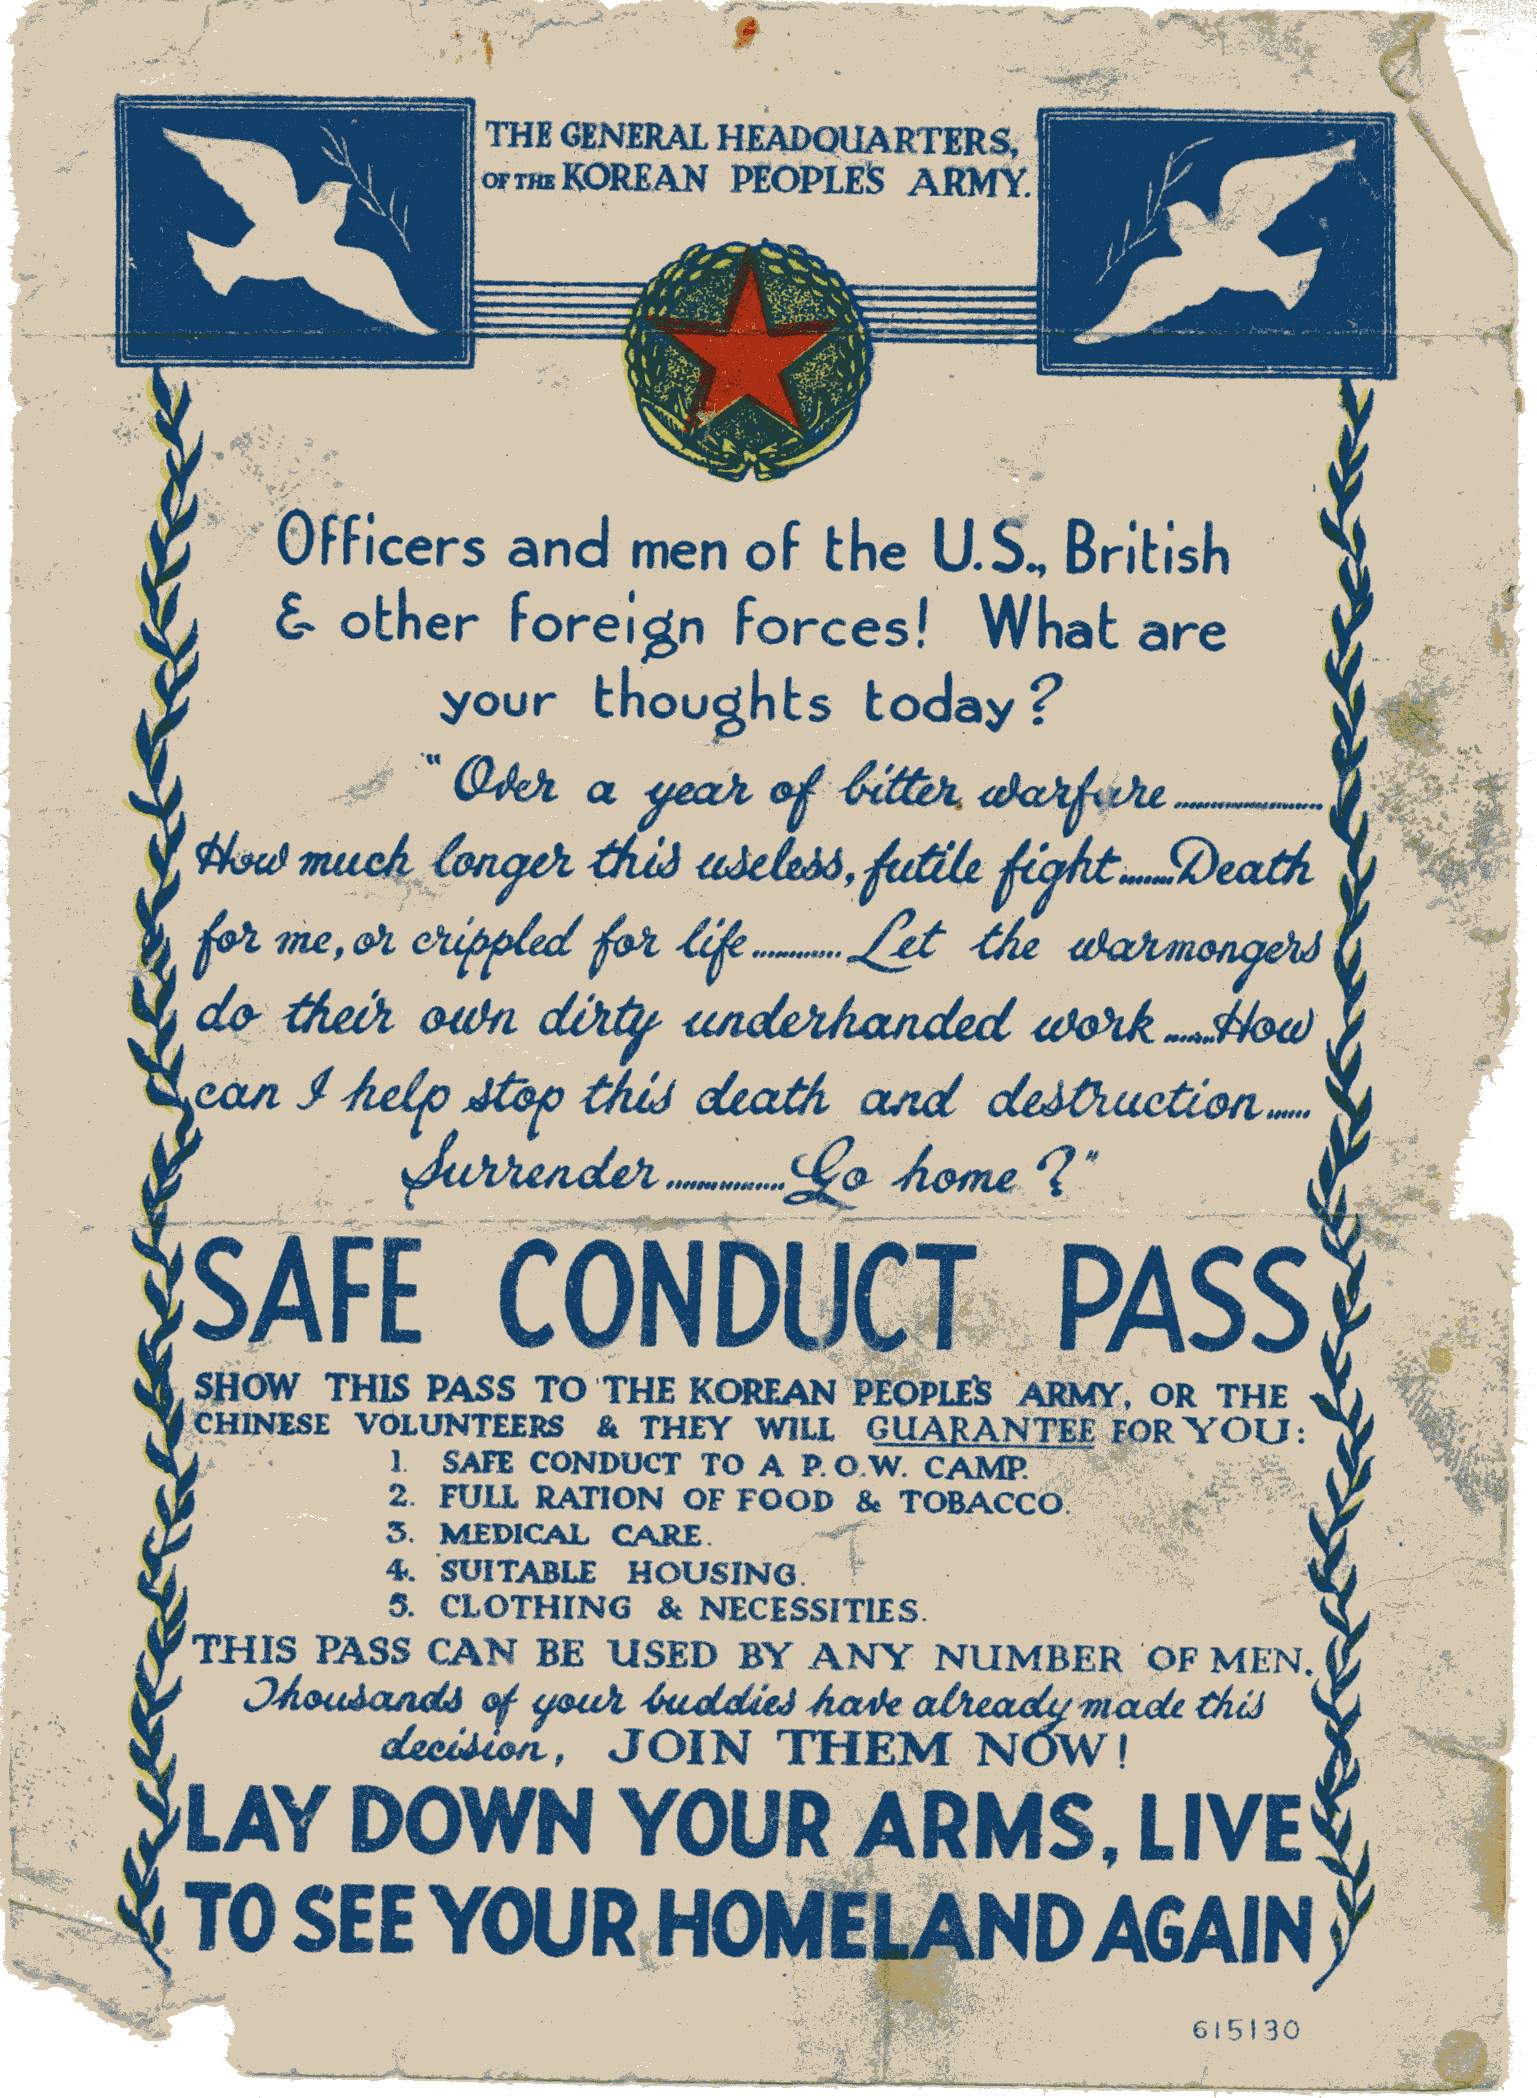 THE GENERAL HEADQUARTERS,
OF THE KOREAN PEOPLE'S ARMY.
Officers and men of the U.S., British
& other foreign forces! What are
your thoughts today?
"Over a year of bitter warfare..................
How much longer this useless, futile fight.......Death
for me, or crippled for life............Let the warmongers
do their own dirty underhanded work......How
can I help stop this death and destruction......
Surrender...............Go home?"
SAFE CONDUCT PASS
SHOW THIS PASS TO THE KOREAN PEOPLE'S ARMY, OR THE
CHINESE VOLUNTEERS & THEY WILL GUARANTEE FOR YOU:
1. SAFE CONDUCT TO A P.O.W. CAMP.
2. FULL RATION OF FOOD & TOBACCO.
3. MEDICAL CARE.
4. SUITABLE HOUSING.
5. CLOTHING & NECESSITIES.
THIS PASS CAN BE USED BY ANY NUMBER OF MEN.
Thousands of your buddies have already made this
decision, JOIN THEM NOW!
LAY DOWN YOUR ARMS, LIVE
TO SEE YOUR HOMELAND AGAIN
615130